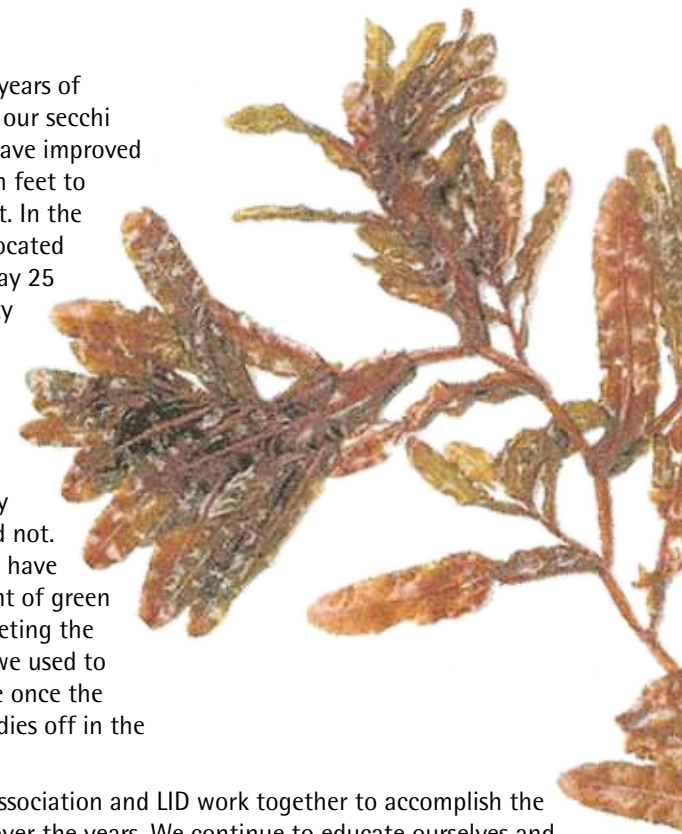 years of
our secchi
ave improved
n feet to
t. In the
ocated
ay 25
ty
y
d not.
have
nt of green
eting the
we used to
e once the
dies off in the
ssociation and LID work together to accomplish the
over the years. We continue to educate ourselves and